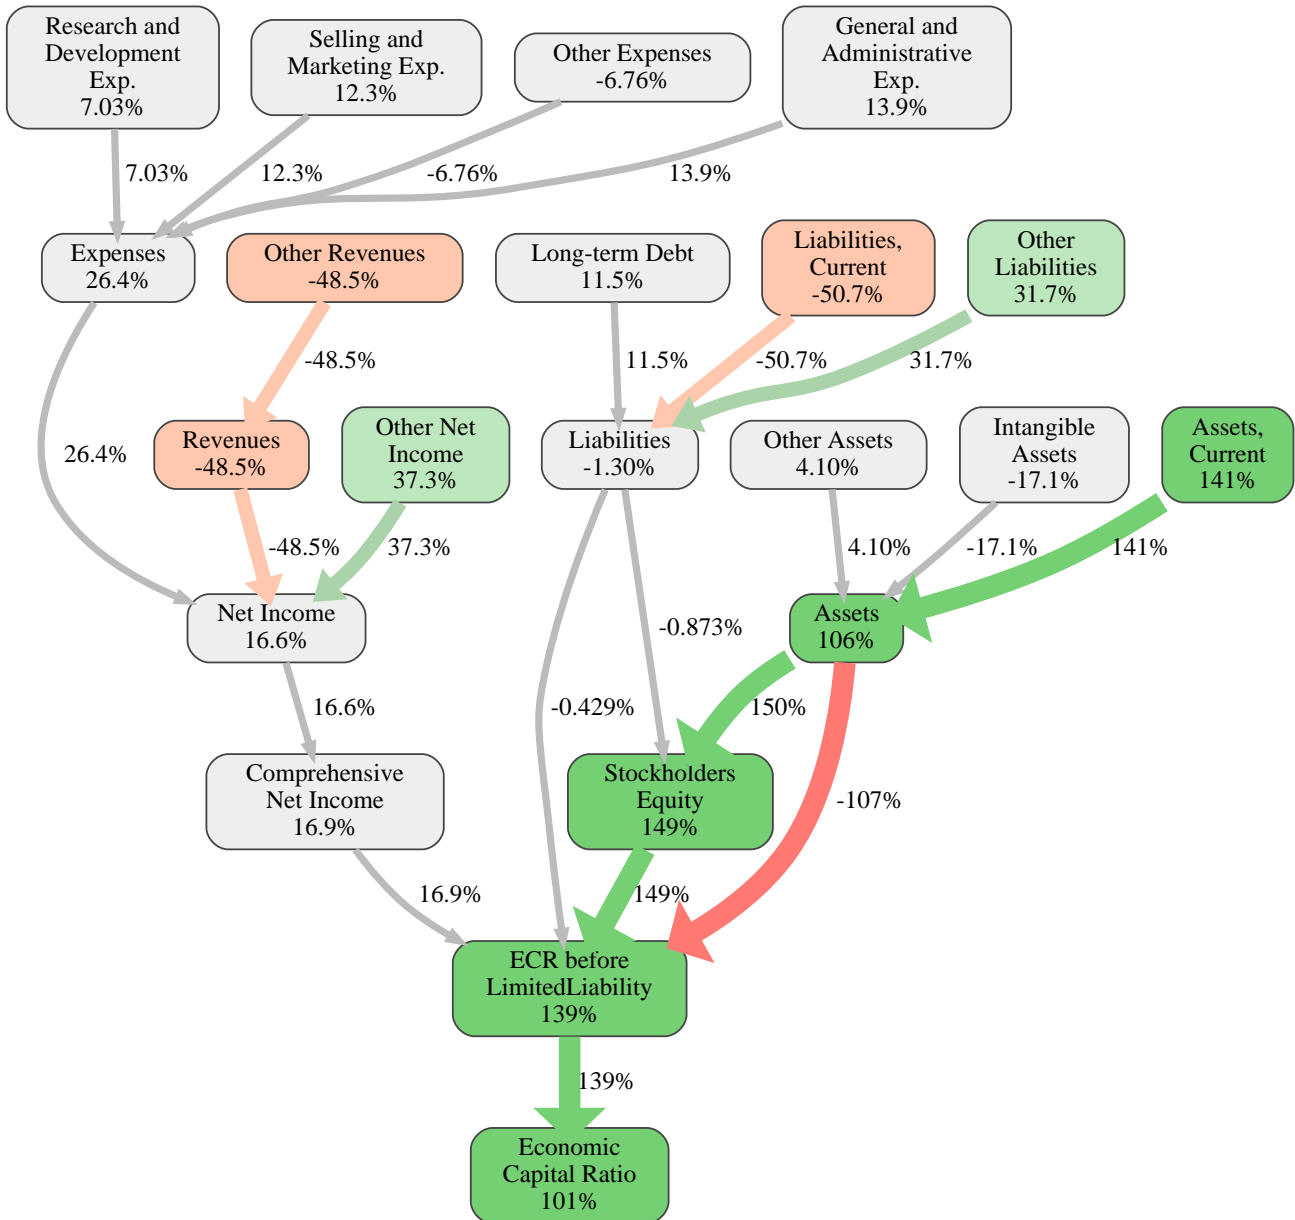 Research and
Development
Exp.
7.03%
Selling and
Marketing Exp.
12.3%
Other Expenses
-6.76%
General and
Administrative
Exp.
13.9%
7.03%
12.3%
-6.76%
13.9%
Expenses
26.4%
Other Revenues
-48.5%
Long-term Debt
11.5%
Liabilities,
Current
-50.7%
Other
Liabilities
31.7%
-48.5%
11.5%
-50.7%
31.7%
26.4%
Revenues
-48.5%
Other Net
Income
37.3%
Liabilities
-1.30%
Other Assets
4.10%
Intangible
Assets
-17.1%
Assets,
Current
141%
-48.5%
37.3%
4.10%
-17.1%
141%
Net Income
16.6%
-0.873%
Assets
106%
16.6%
-0.429%
150%
Comprehensive
Net Income
16.9%
Stockholders
Equity
149%
-107%
16.9%
149%
ECR before
LimitedLiability
139%
139%
Economic
Capital Ratio
101%